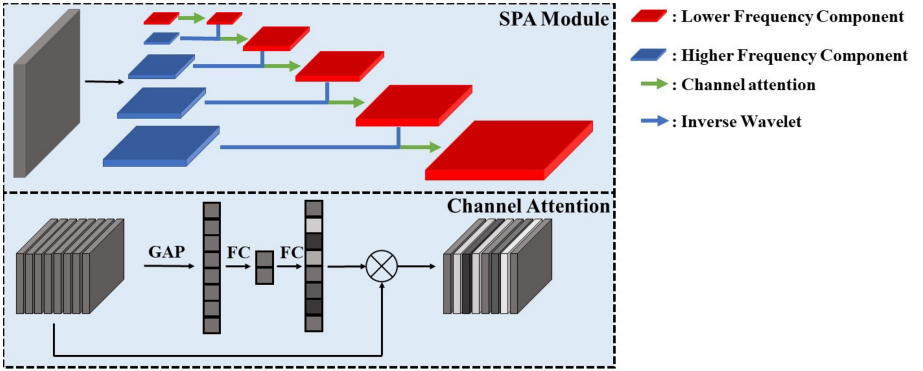 SPA Module
: Lower Frequency Component
: Higher Frequency Component
: Channel attention
: Inverse Wavelet
Channel Attention
GAP
FC
FC